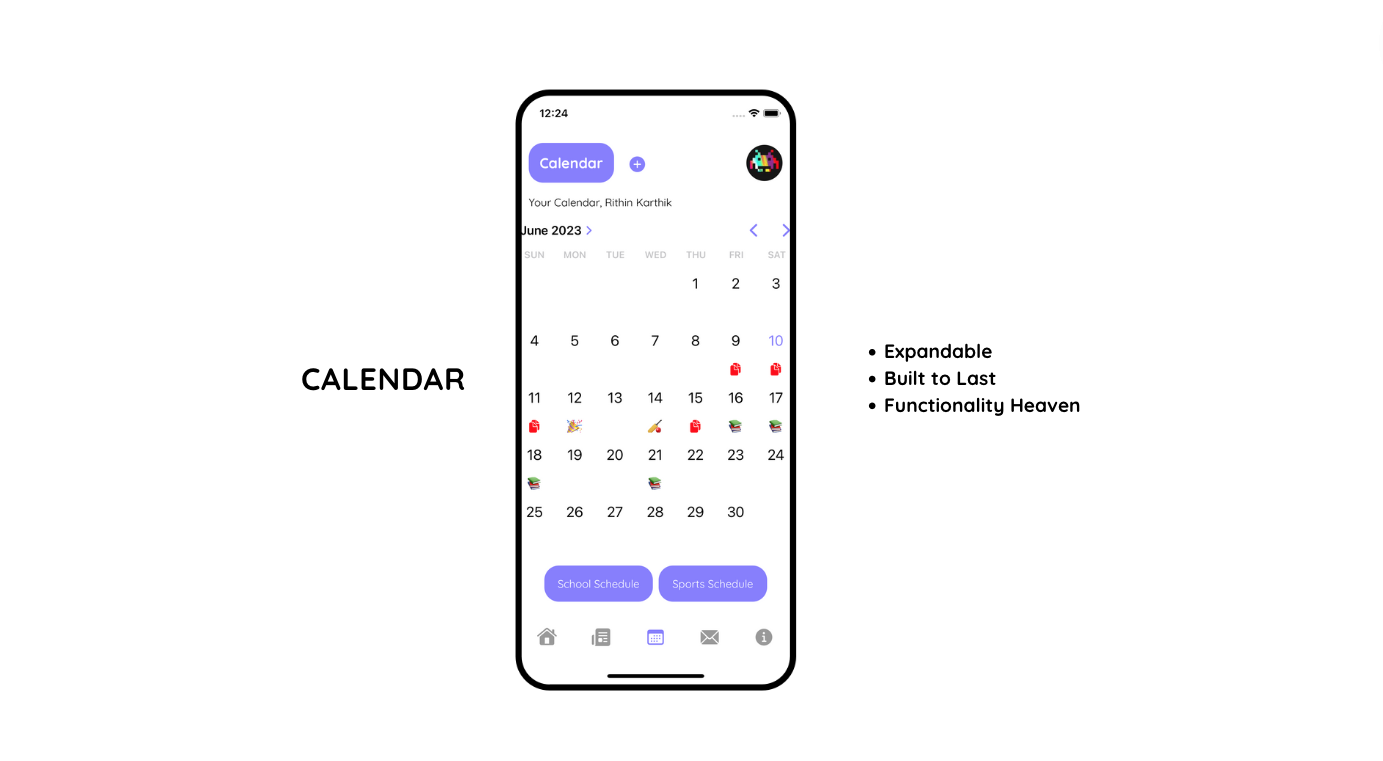 12:24
Calendar
Your Calendar, Rithin Karthik
June 2023
SUN MON TUE WED THU FRI SAT
1 2 3
4 5 6 7 8 9 10
11 12 13 14 15 16 17
18 19 20 21 22 23 24
25 26 27 28 29 30
School Schedule Sports Schedule
CALENDAR
• Expandable
• Built to Last
• Functionality Heaven